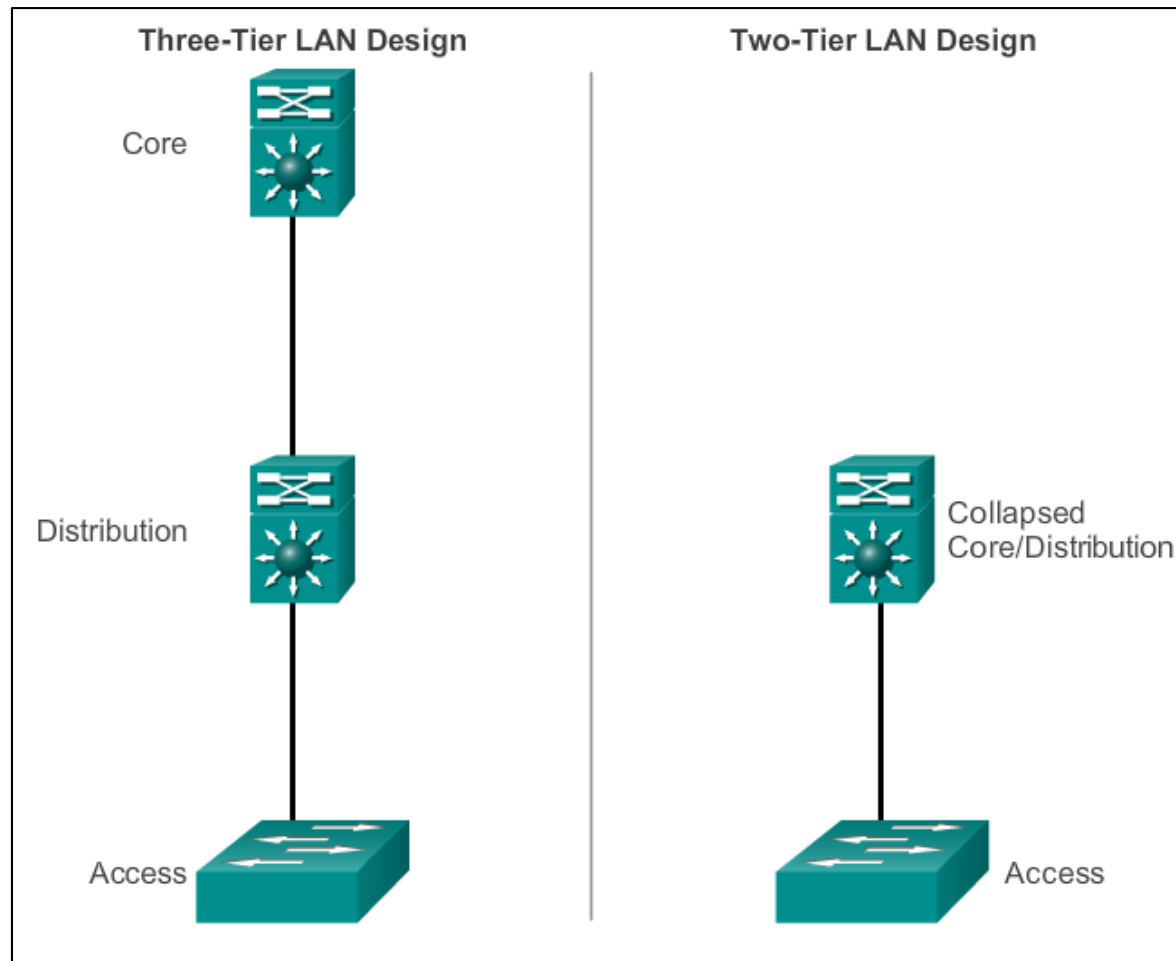 Three-Tier LAN Design
Core
Distribution
Access
Two-Tier LAN Design
Collapsed
Core/Distribution
Access